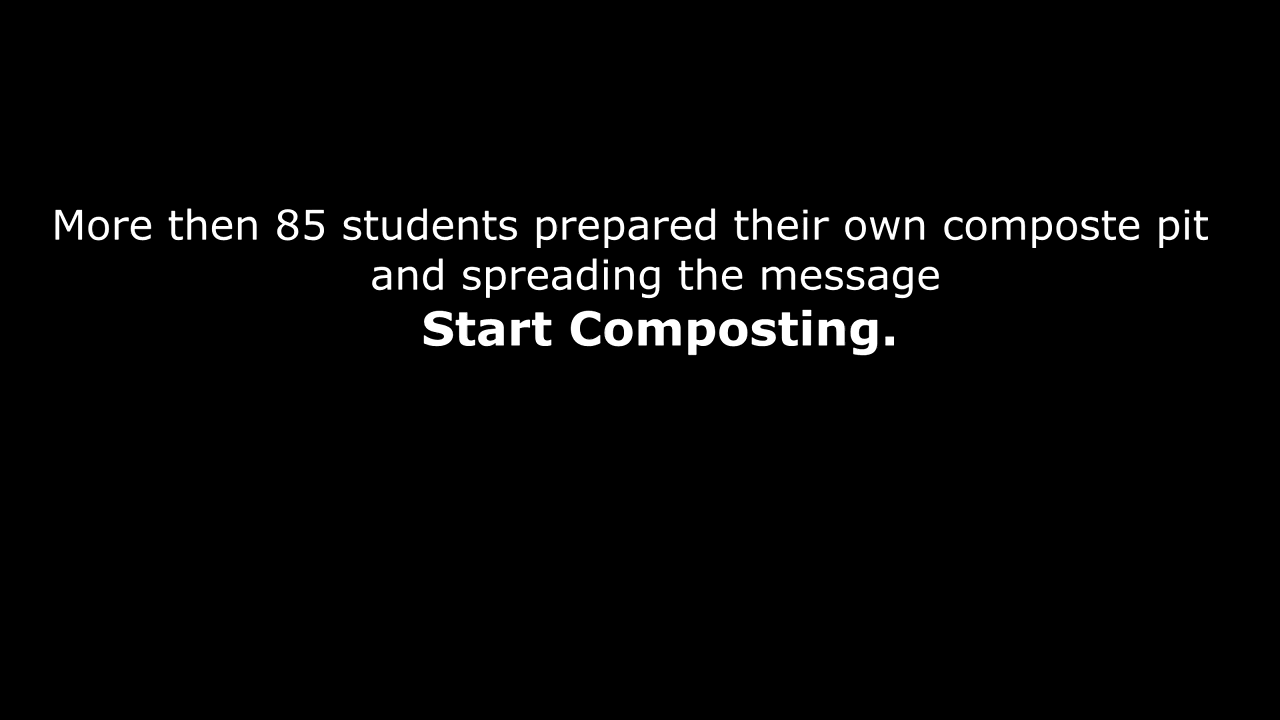 More then 85 students prepared their own composte pit
and spreading the message
Start Composting.